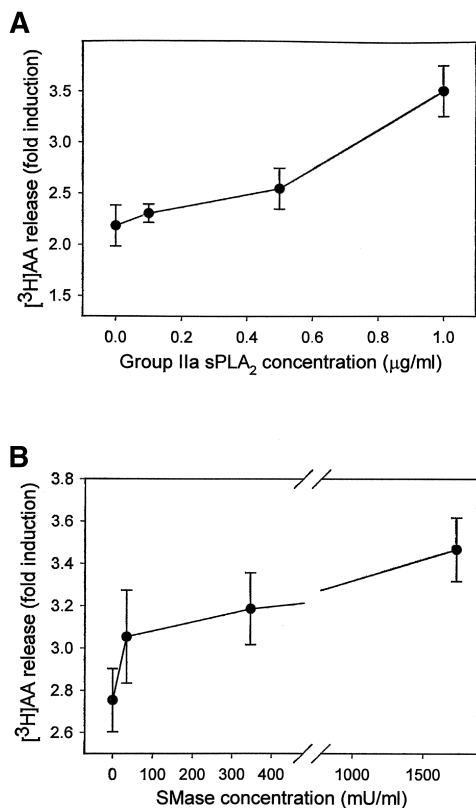 A
[³H]AA release (fold induction)
3.5
3.0
2.5
2.0
1.5
0.0 0.2 0.4 0.6 0.8 1.0
Group IIa sPLA₂ concentration (μg/ml)
B
[³H]AA release (fold induction)
3.8
3.6
3.4
3.2
3.0
2.8
2.6
0 100 200 300 400 1000 1500
SMase concentration (mU/ml)